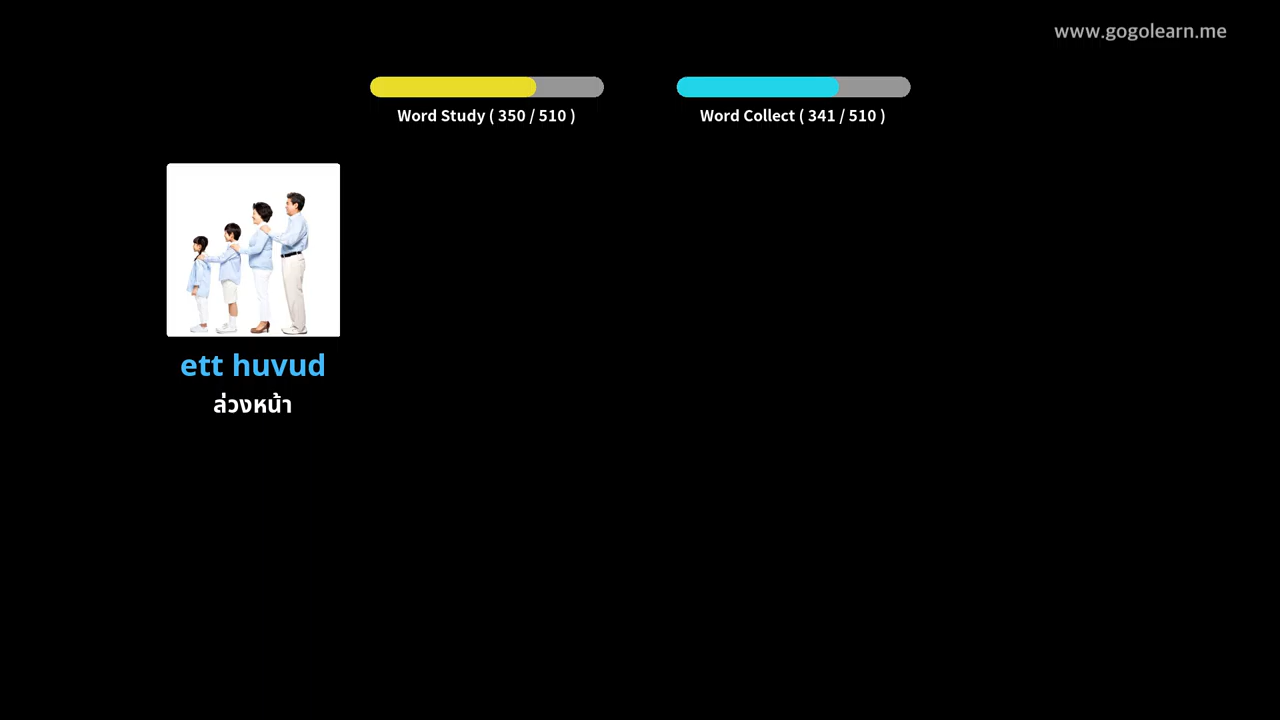 www.gogolearn.me
Word Study ( 350 / 510 )
Word Collect ( 341 / 510 )
ett huvud
ล่วงหน้า